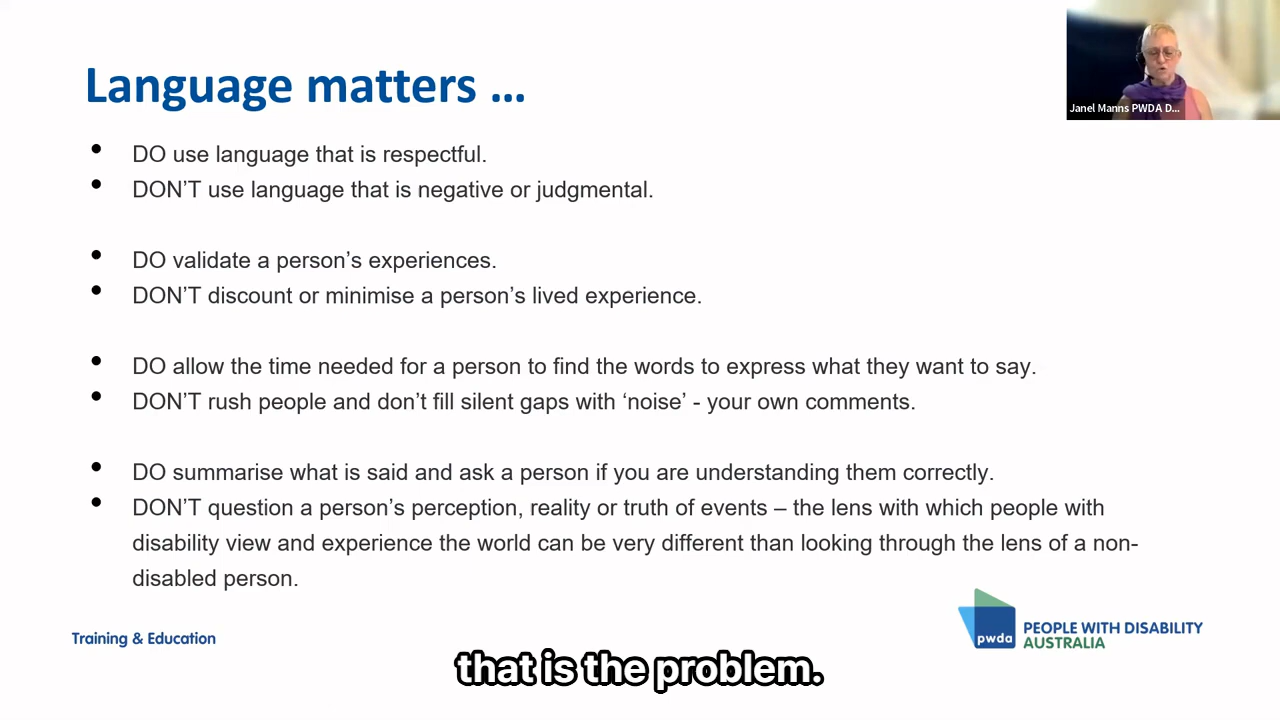 Language matters ...
Janel Manns PWDA D...
• DO use language that is respectful.
• DON’T use language that is negative or judgmental.
• DO validate a person’s experiences.
• DON’T discount or minimise a person’s lived experience.
• DO allow the time needed for a person to find the words to express what they want to say.
• DON’T rush people and don’t fill silent gaps with ‘noise’ - your own comments.
• DO summarise what is said and ask a person if you are understanding them correctly.
• DON’T question a person’s perception, reality or truth of events – the lens with which people with
disability view and experience the world can be very different than looking through the lens of a non-
disabled person.
Training & Education
pwda
PEOPLE WITH DISABILITY
AUSTRALIA
that is the problem.